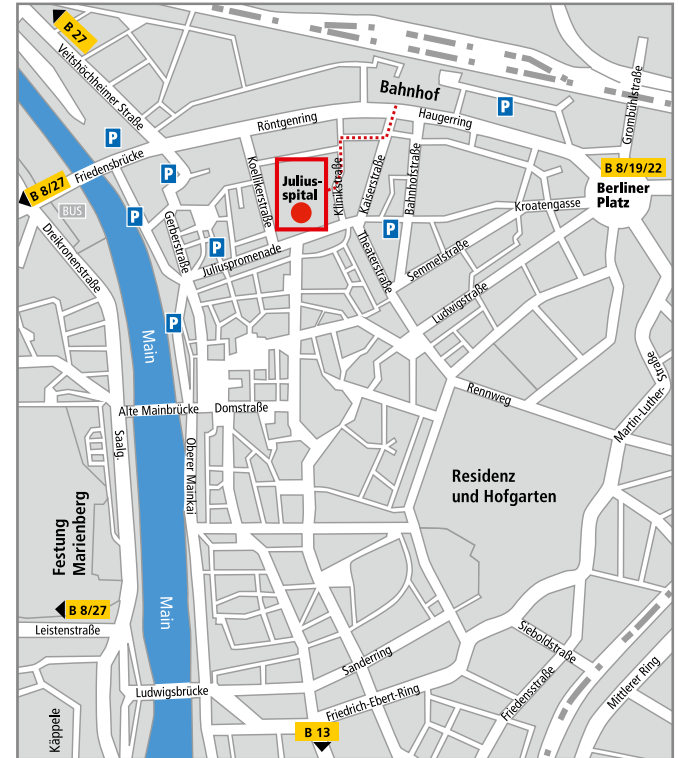 B 27
Veitshöchheimer Straße
Bahnhof
P
Haugerring
Grombühlstraße
Röntgenring
P
Friedensbrücke
B 8/27
BUS
P
P
Koellikerstraße
Julius-
spital
Klinikstraße
Kaiserstraße
Bahnhofstraße
B 8/19/22
Berliner
Platz
Kroatengasse
P
Gerberstraße
P
Juliuspromenade
Theaterstraße
Semmelstraße
Ludwigstraße
Dreikronenstraße
P
Main
Rennweg
Martin-Luther-
Straße
Alte Mainbrücke
Domstraße
Saalg.
Oberer Mainkai
Residenz
und Hofgarten
Festung
Marienberg
B 8/27
Leistenstraße
Main
Sanderring
Sieboldstraße
Friedensstraße
Mittlerer Ring
Ludwigsbrücke
Friedrich-Ebert-Ring
Käppele
B 13